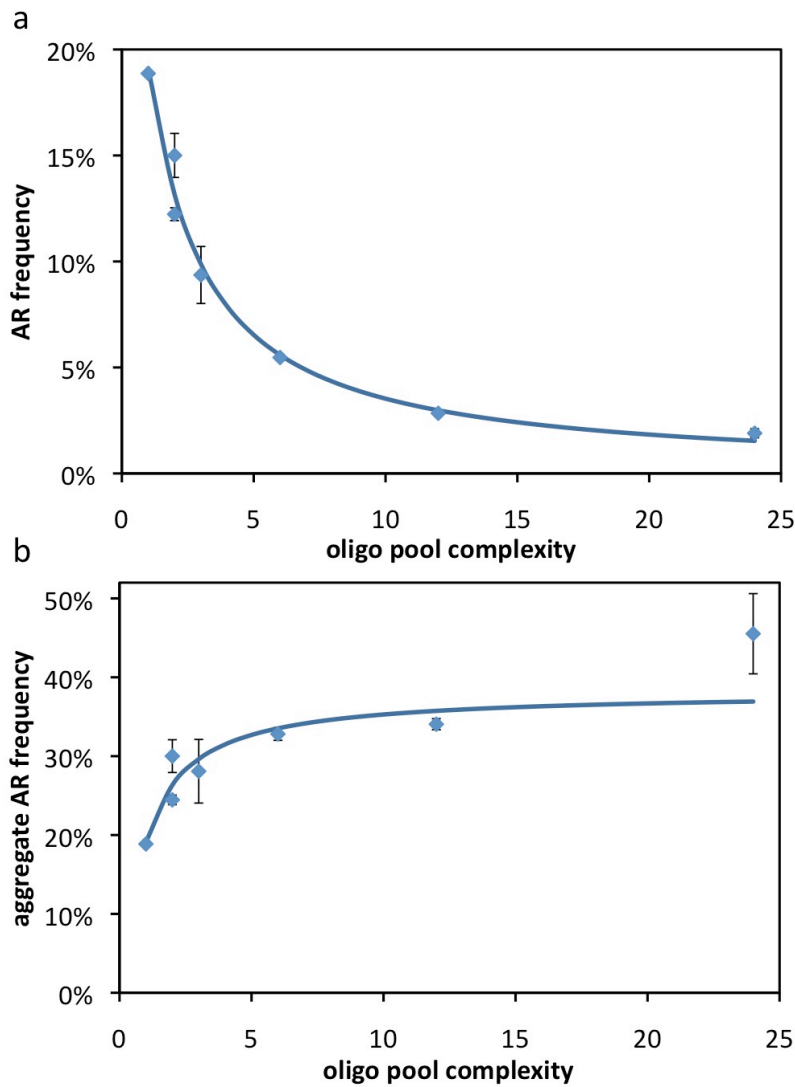 a
20%
15%
10%
5%
0%
AR frequency
0 5 10 15 20 25
oligo pool complexity
b
50%
40%
30%
20%
10%
0%
aggregate AR frequency
0 5 10 15 20 25
oligo pool complexity